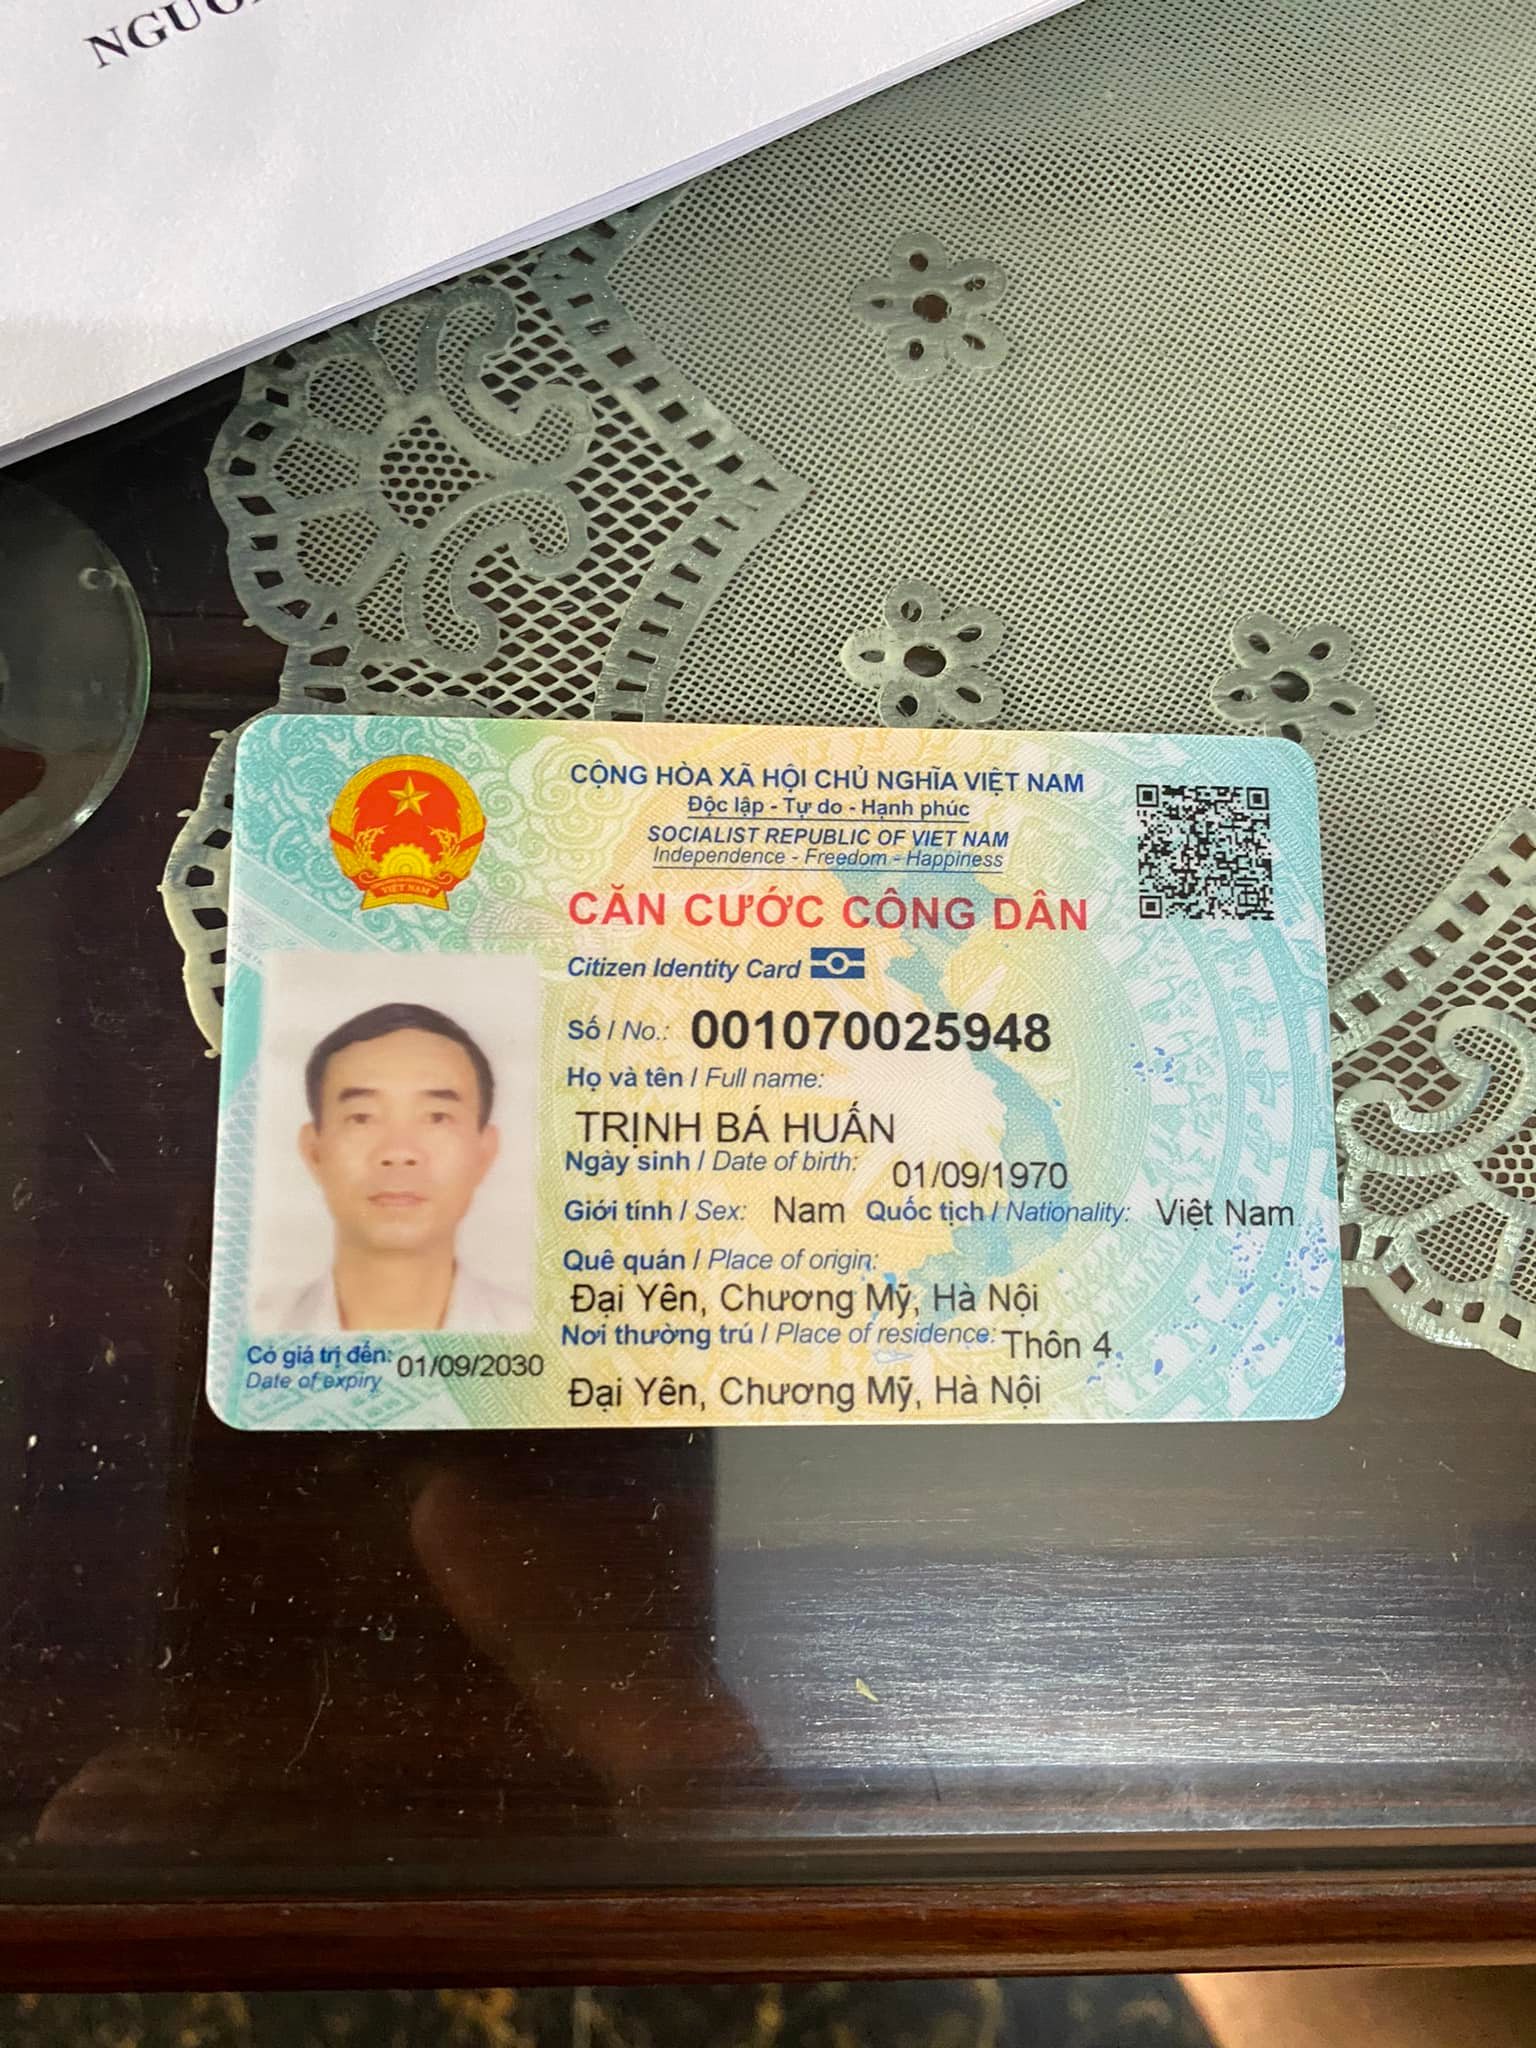 CỘNG HÒA XÃ HỘI CHỦ NGHĨA VIỆT NAM
Độc lập - Tự do - Hạnh phúc
SOCIALIST REPUBLIC OF VIET NAM
Independence - Freedom - Happiness
VIỆT NAM
CĂN CƯỚC CÔNG DÂN
Citizen Identity Card
Số / No.: 001070025948
Họ và tên / Full name:
TRỊNH BÁ HUẤN
Ngày sinh / Date of birth: 01/09/1970
Giới tính / Sex: Nam Quốc tịch / Nationality: Việt Nam
Quê quán / Place of origin:
Đại Yên, Chương Mỹ, Hà Nội
Nơi thường trú / Place of residence: Thôn 4
Đại Yên, Chương Mỹ, Hà Nội
Có giá trị đến: 01/09/2030
Date of expiry